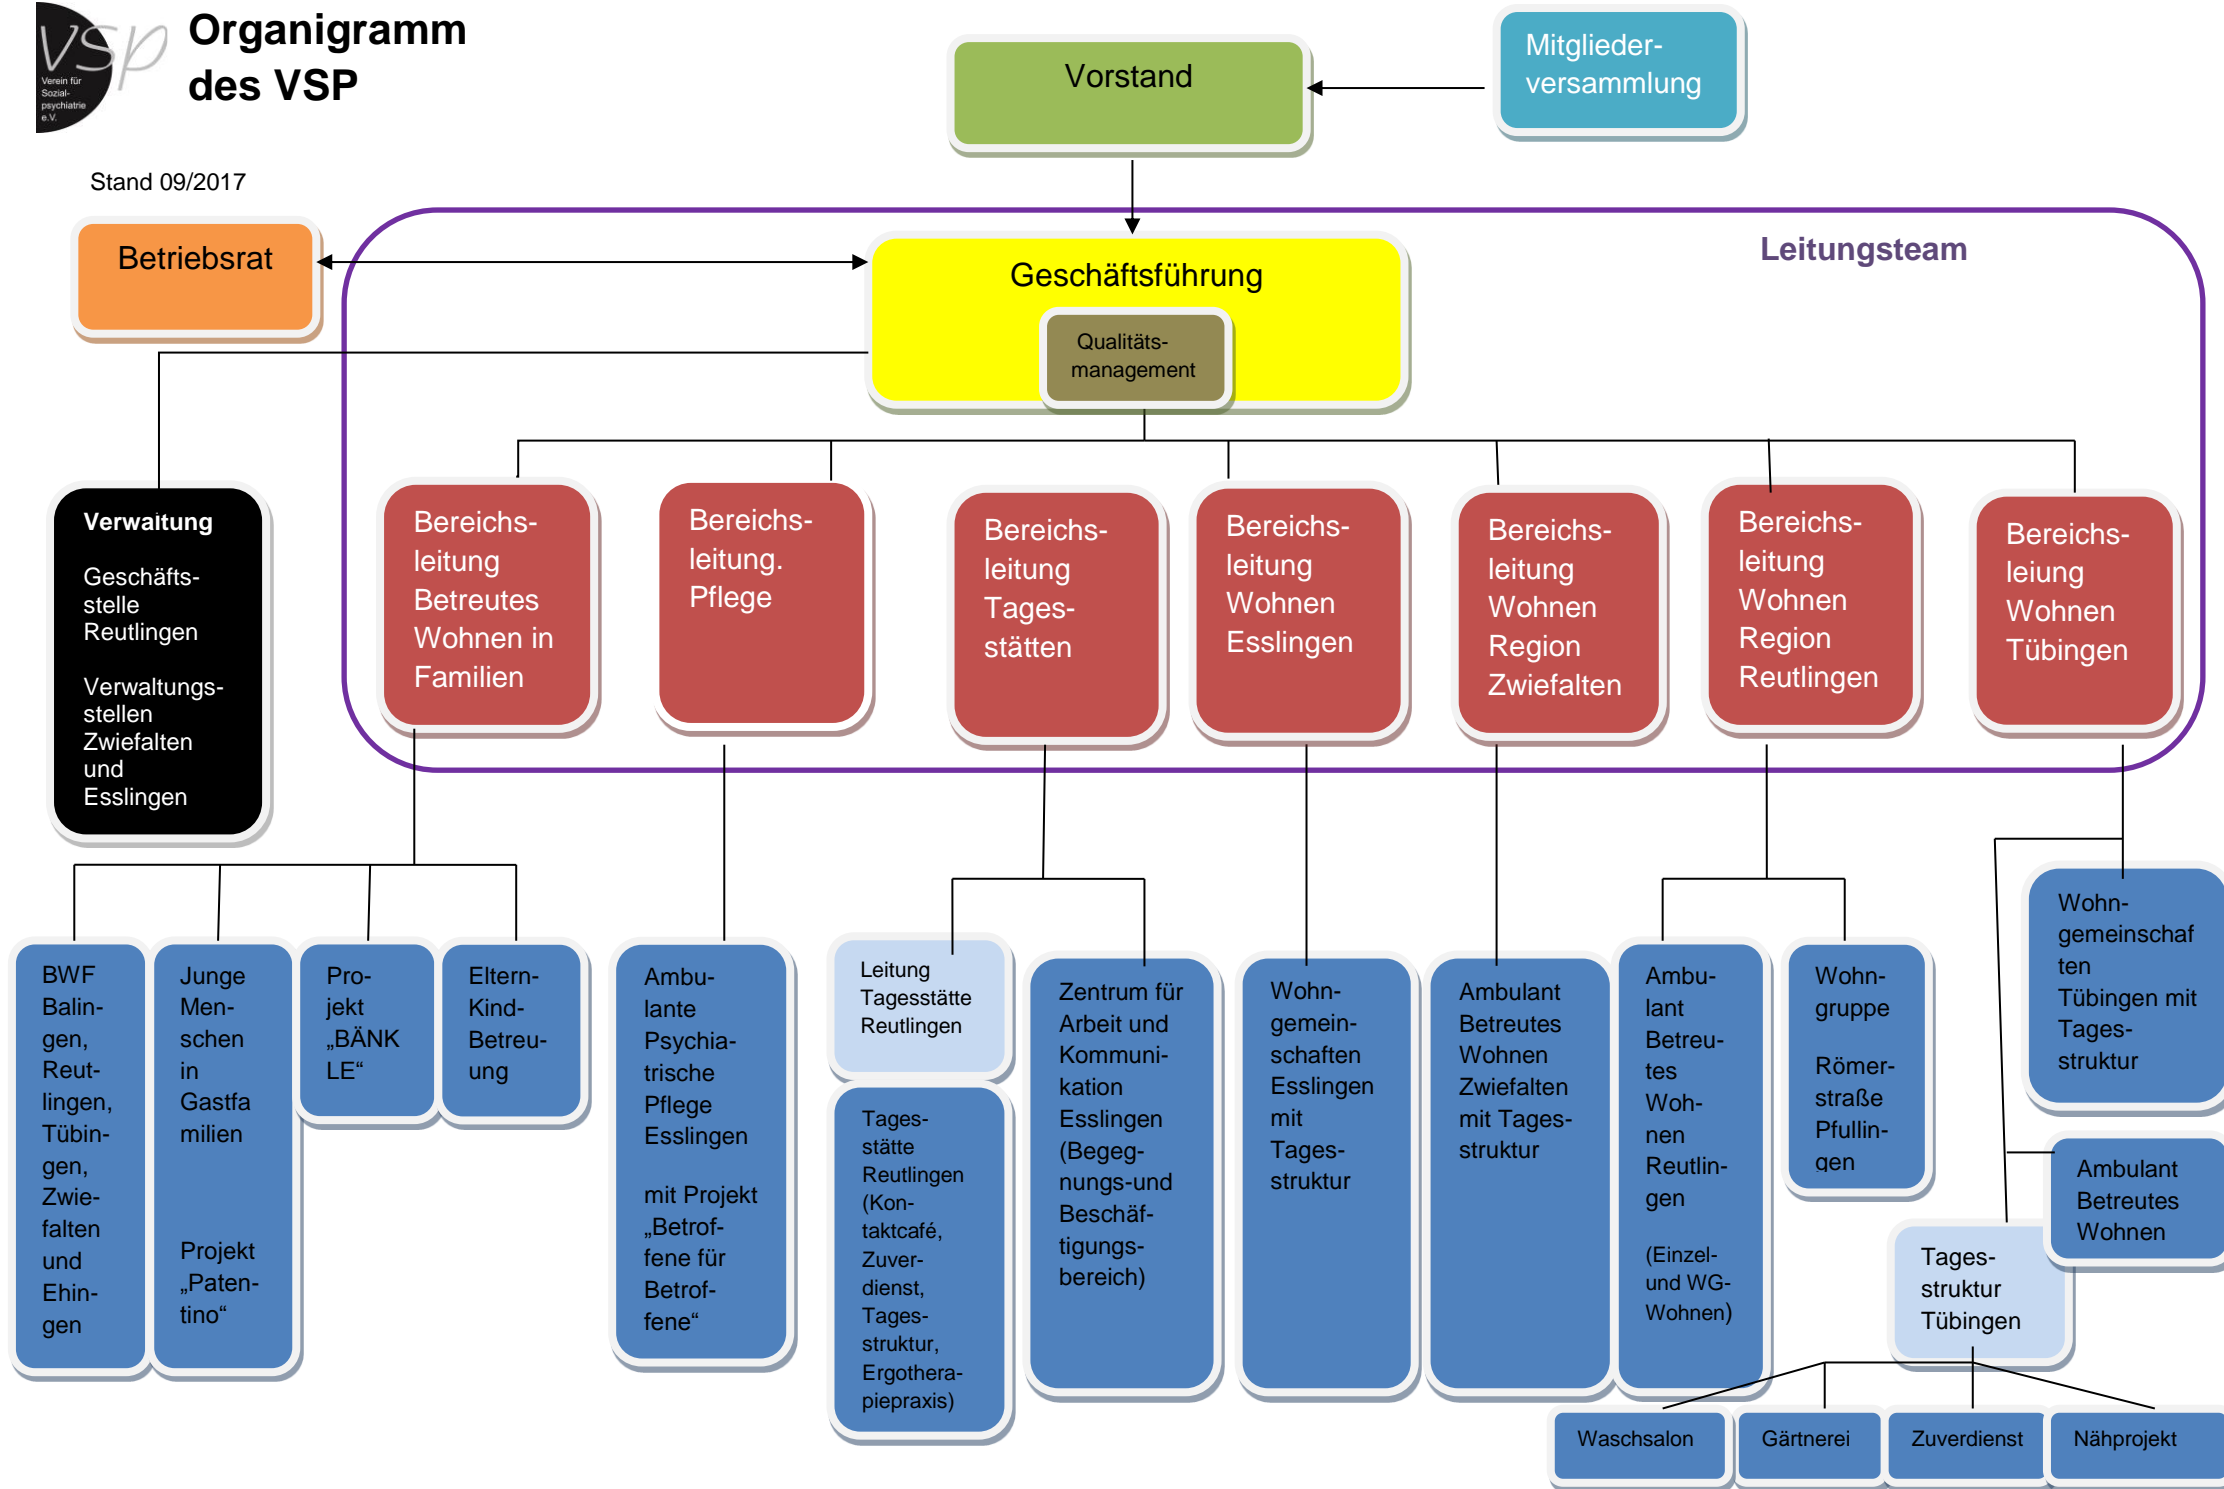 VSP
Verein für
Sozial-
psychiatrie
e.V.
Organigramm
des VSP
Stand 09/2017
Vorstand
Mitglieder-
versammlung
Betriebsrat
Leitungsteam
Geschäftsführung
Qualitäts-
management
Verwaltung
Geschäfts-
stelle
Reutlingen
Verwaltungs-
stellen
Zwiefalten
und
Esslingen
Bereichs-
leitung
Betreutes
Wohnen in
Familien
Bereichs-
leitung.
Pflege
Bereichs-
leitung
Tages-
stätten
Bereichs-
leitung
Wohnen
Esslingen
Bereichs-
leitung
Wohnen
Region
Zwiefalten
Bereichs-
leitung
Wohnen
Region
Reutlingen
Bereichs-
leiung
Wohnen
Tübingen
BWF
Balin-
gen,
Reut-
lingen,
Tübin-
gen,
Zwie-
falten
und
Ehin-
gen
Junge
Men-
schen
in
Gastfa
milien
Projekt
„Paten-
tino“
Pro-
jekt
„BÄNK
LE“
Eltern-
Kind-
Betreu-
ung
Ambu-
lante
Psychia-
trische
Pflege
Esslingen
mit Projekt
„Betrof-
fene für
Betrof-
fene“
Leitung
Tagesstätte
Reutlingen
Tages-
stätte
Reutlingen
(Kon-
taktcafé,
Zuver-
dienst,
Tages-
struktur,
Ergothera-
piepraxis)
Zentrum für
Arbeit und
Kommuni-
kation
Esslingen
(Begeg-
nungs-und
Beschäf-
tigungs-
bereich)
Wohn-
gemein-
schaften
Esslingen
mit
Tages-
struktur
Ambulant
Betreutes
Wohnen
Zwiefalten
mit Tages-
struktur
Ambu-
lant
Betreu-
tes
Woh-
nen
Reutlin-
gen
(Einzel-
und WG-
Wohnen)
Wohn-
gruppe
Römer-
straße
Pfullin-
gen
Wohn-
gemeinschaf
ten
Tübingen mit
Tages-
struktur
Ambulant
Betreutes
Wohnen
Tages-
struktur
Tübingen
Waschsalon
Gärtnerei
Zuverdienst
Nähprojekt